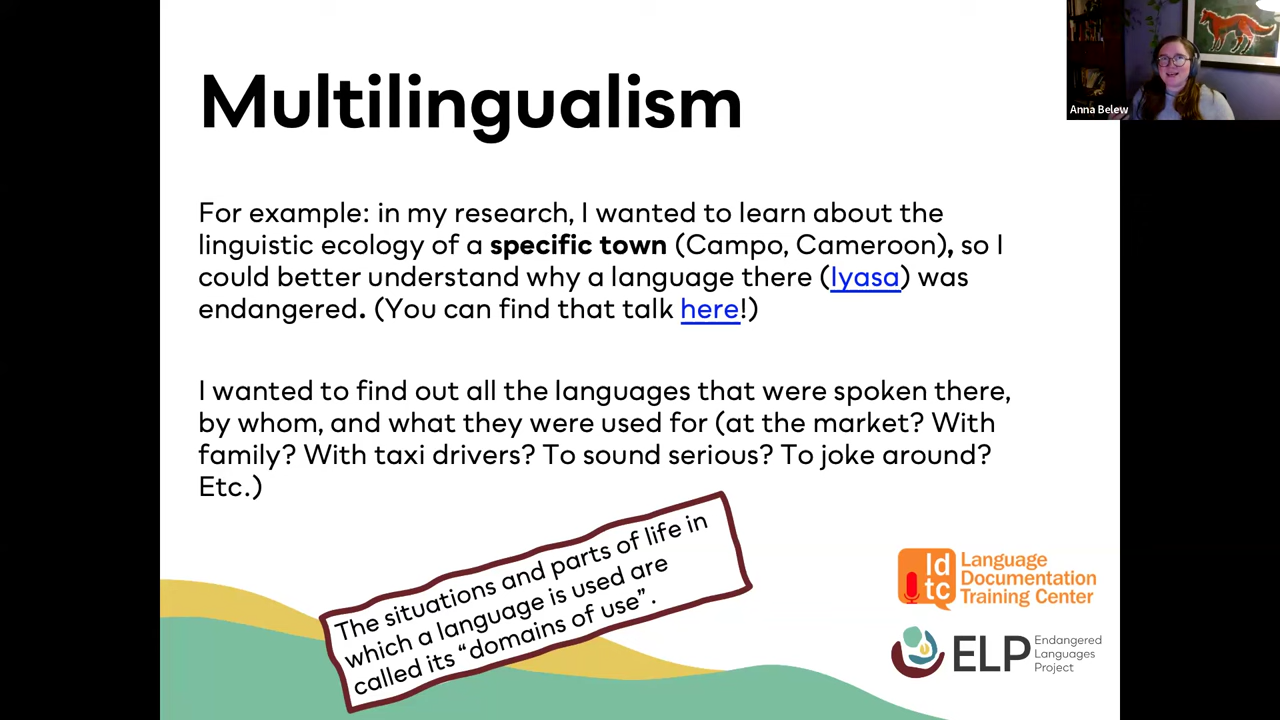 Multilingualism
Anna Belew
For example: in my research, I wanted to learn about the
linguistic ecology of a specific town (Campo, Cameroon), so I
could better understand why a language there (Iyasa) was
endangered. (You can find that talk here!)
I wanted to find out all the languages that were spoken there,
by whom, and what they were used for (at the market? With
family? With taxi drivers? To sound serious? To joke around?
Etc.)
The situations and parts of life in
which a language is used are
called its “domains of use”.
ld
tc
Language
Documentation
Training Center
ELP
Endangered
Languages
Project